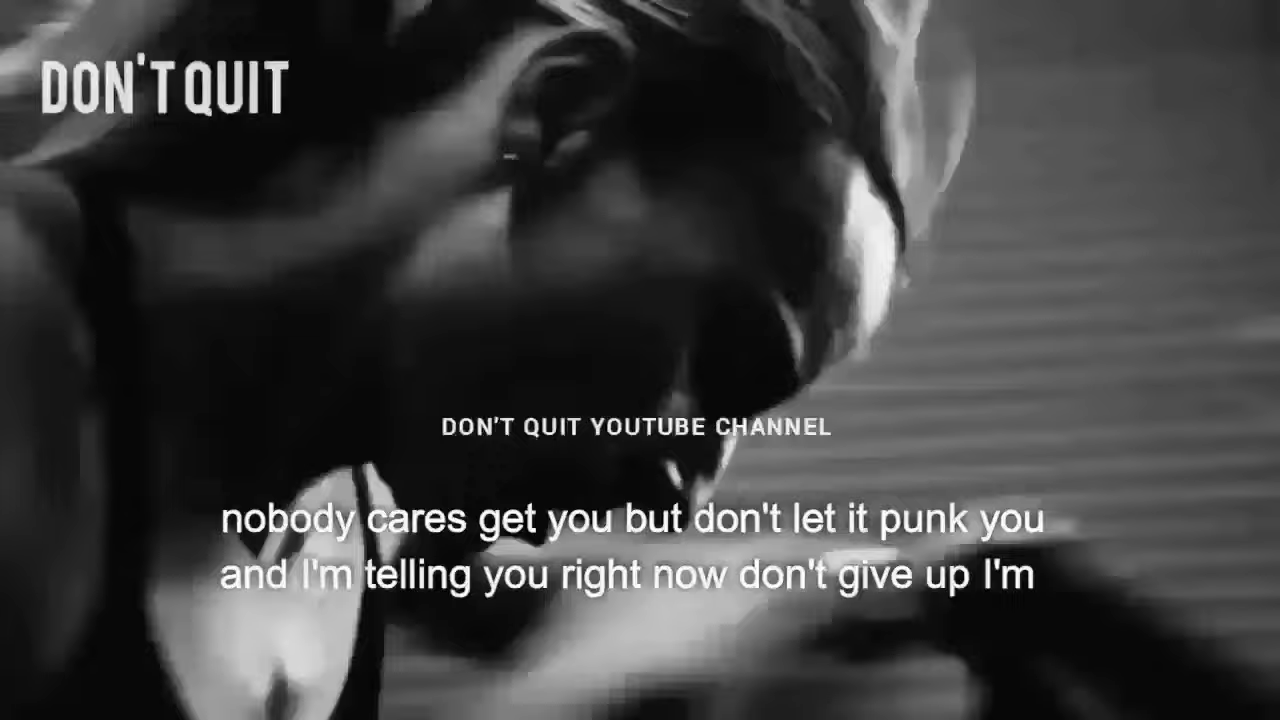 DON'T QUIT
DON'T QUIT YOUTUBE CHANNEL
nobody cares get you but don't let it punk you
and I'm telling you right now don't give up I'm